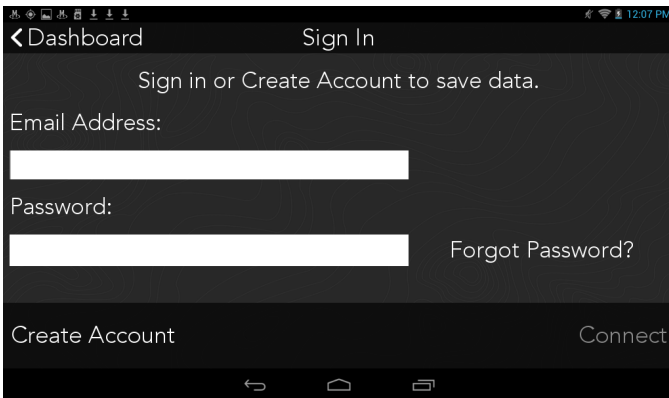 12:07 PM
Dashboard
Sign In
Sign in or Create Account to save data.
Email Address:
Password:
Forgot Password?
Create Account
Connect